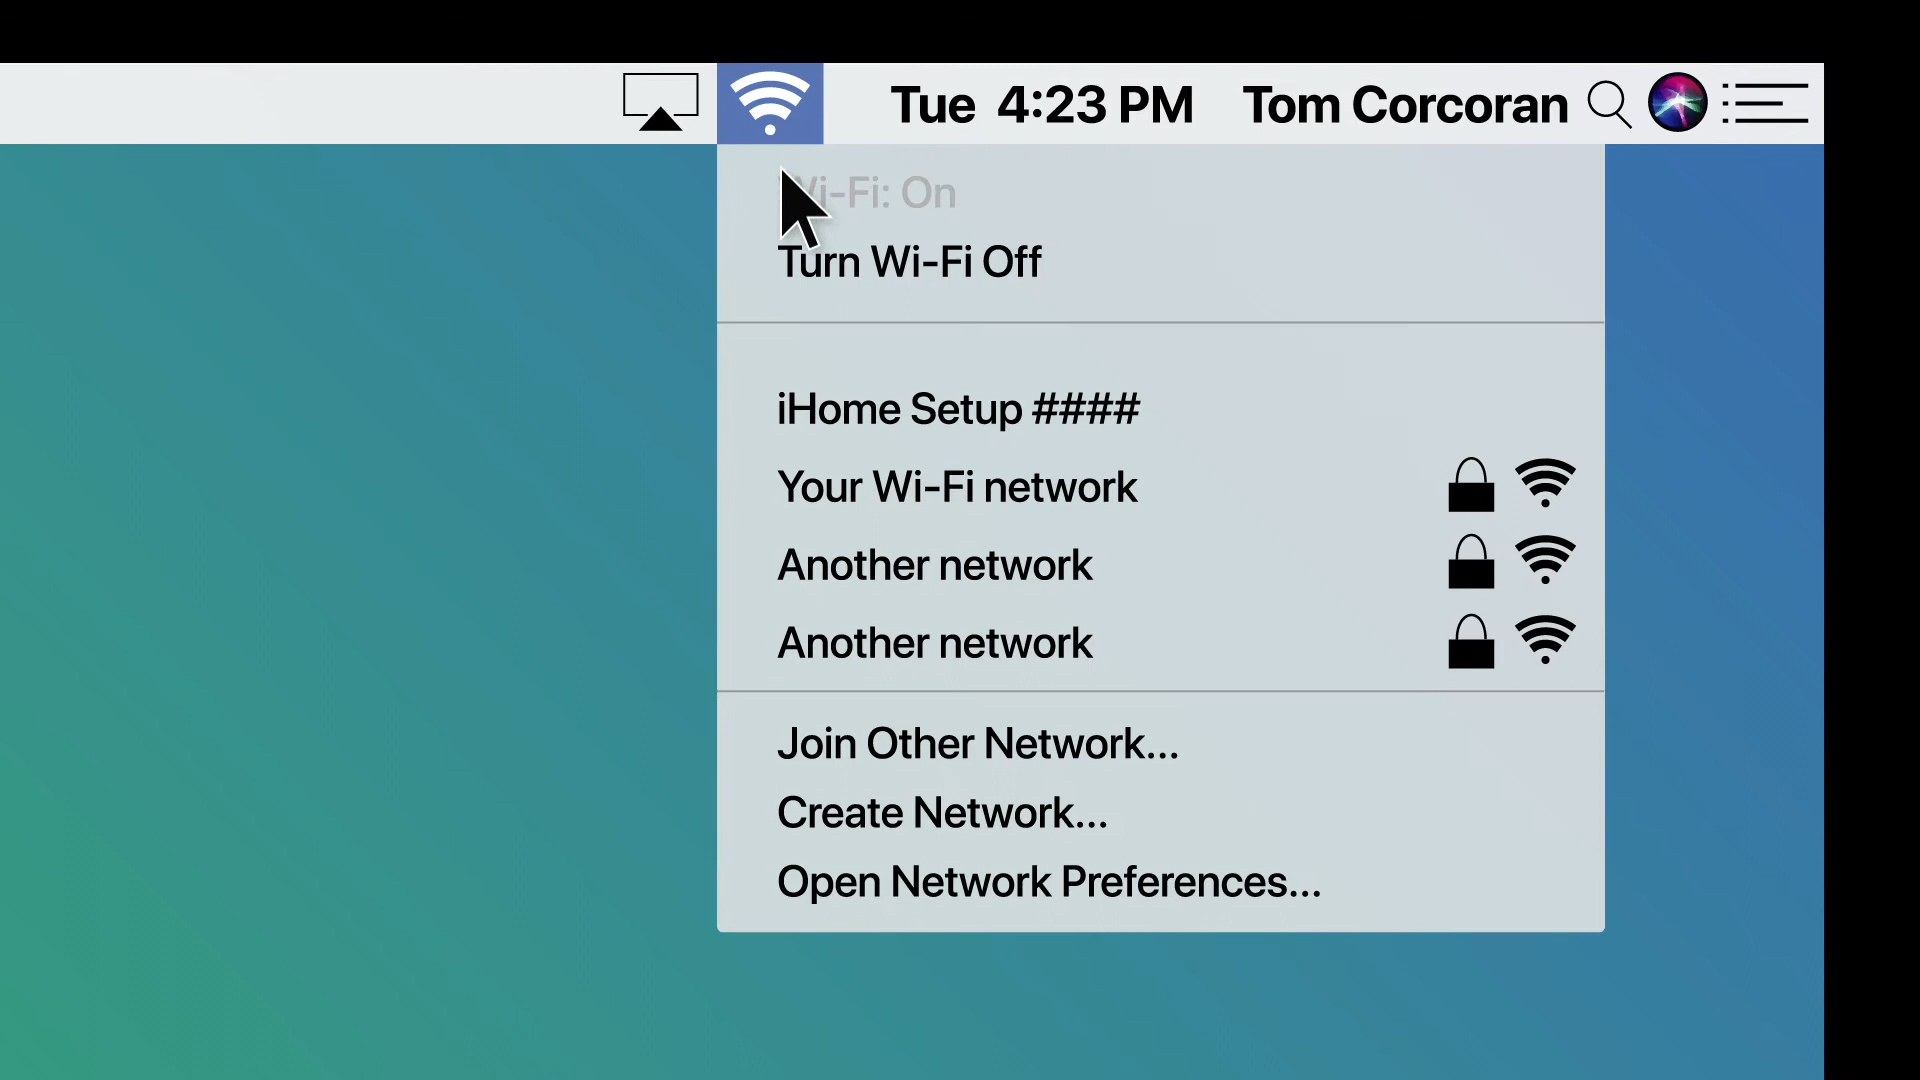 Tue 4:23 PM Tom Corcoran
Wi-Fi: On
Turn Wi-Fi Off
iHome Setup ####
Your Wi-Fi network
Another network
Another network
Join Other Network...
Create Network...
Open Network Preferences...